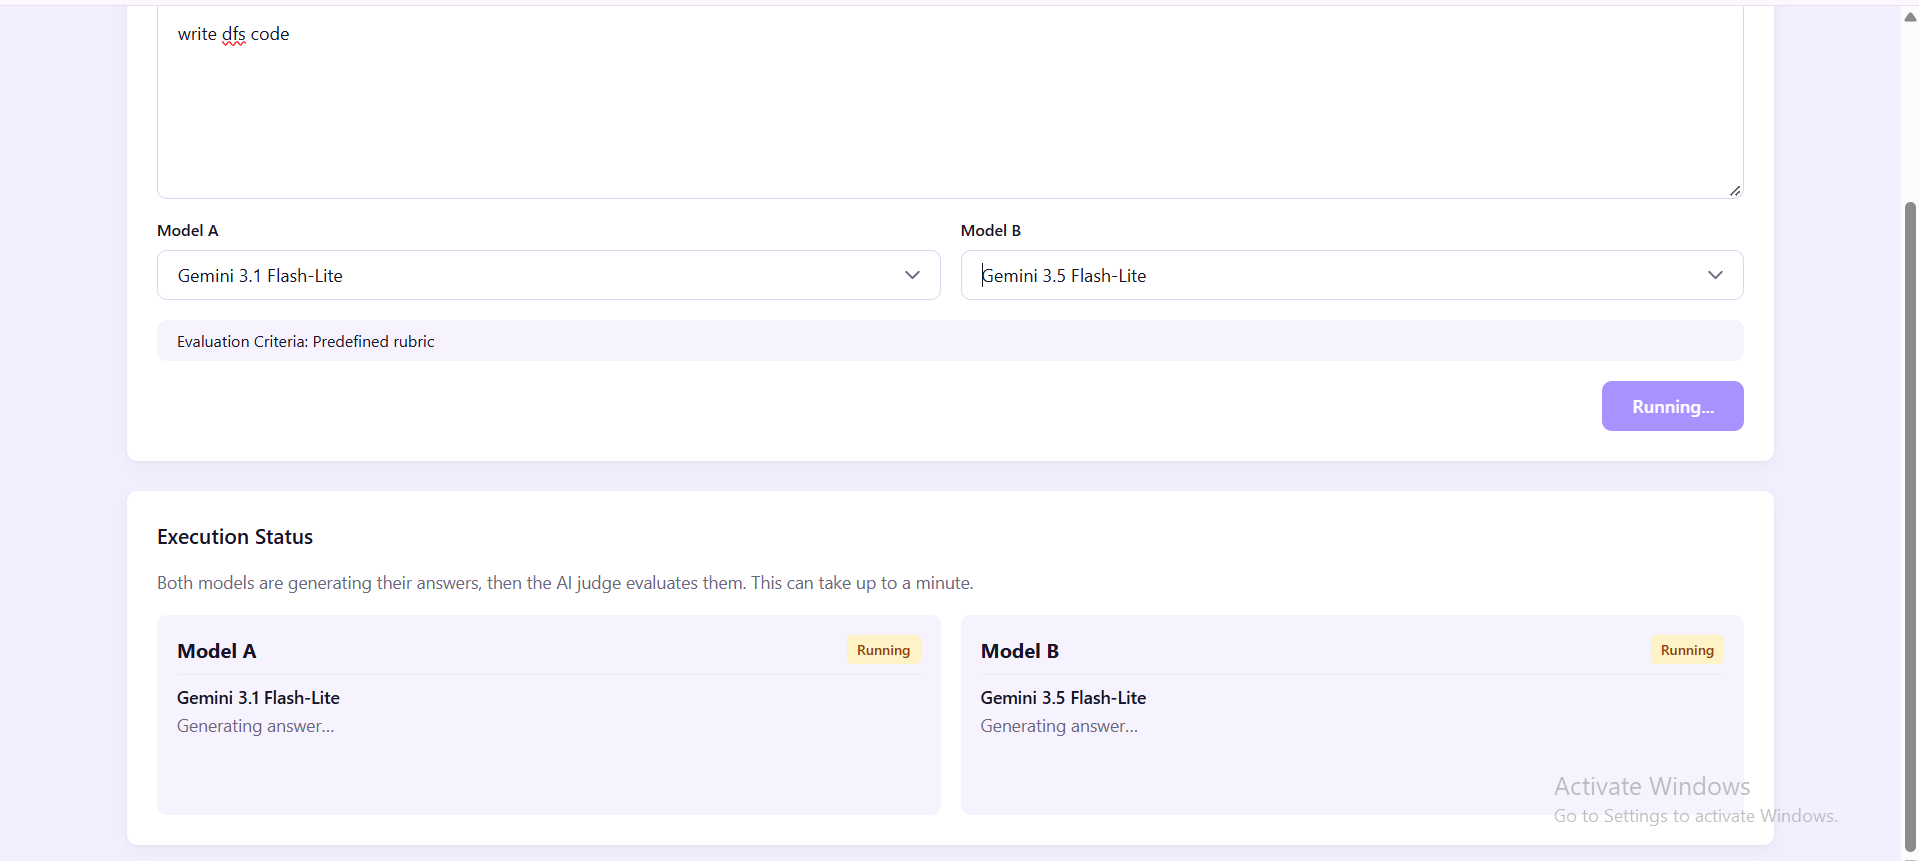 write dfs code
Model A
Model B
Gemini 3.1 Flash-Lite
Gemini 3.5 Flash-Lite
Evaluation Criteria: Predefined rubric
Running...
Execution Status
Both models are generating their answers, then the AI judge evaluates them. This can take up to a minute.
Model A
Running
Gemini 3.1 Flash-Lite
Generating answer...
Model B
Running
Gemini 3.5 Flash-Lite
Generating answer...
Activate Windows
Go to Settings to activate Windows.